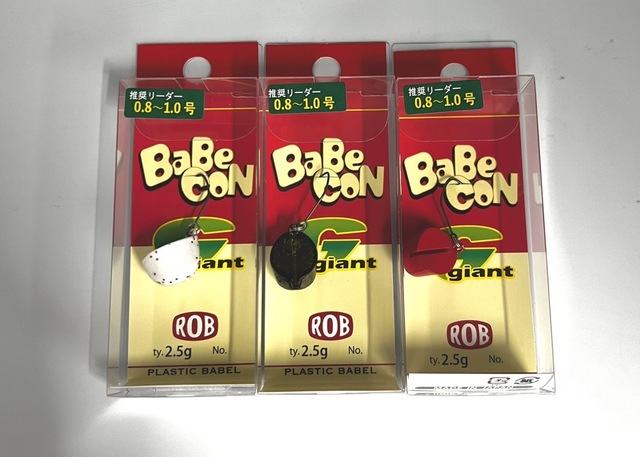 推奨リーダー
0.8〜1.0号
BaBe
CoN
G
giant
ROB
ty. 2.5g No.
PLASTIC BABEL
推奨リーダー
0.8〜1.0号
BaBe
CoN
giant
ROB
ty. 2.5g No.
PLASTIC BABEL
推奨リーダー
0.8〜1.0号
BaBe
CoN
G
giant
ROB
ty. 2.5g No.
MADE IN JAPAN